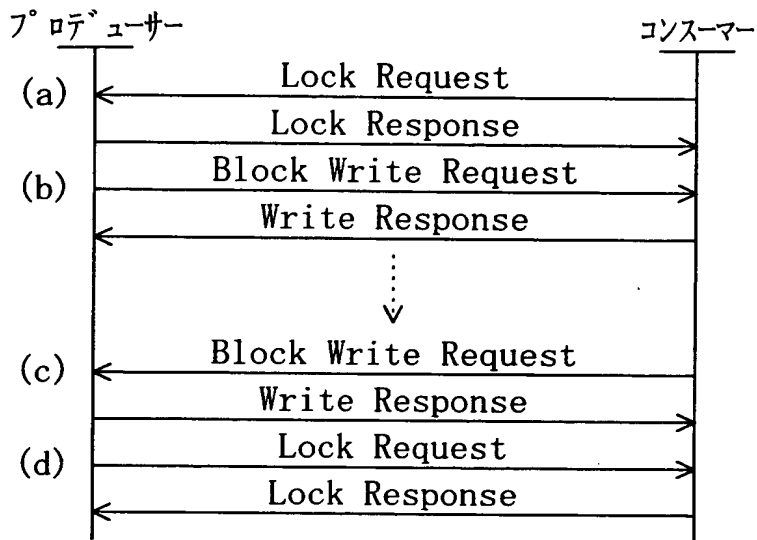 プロデューサー コンスーマー
(a) Lock Request
Lock Response
(b) Block Write Request
Write Response
(c) Block Write Request
Write Response
(d) Lock Request
Lock Response